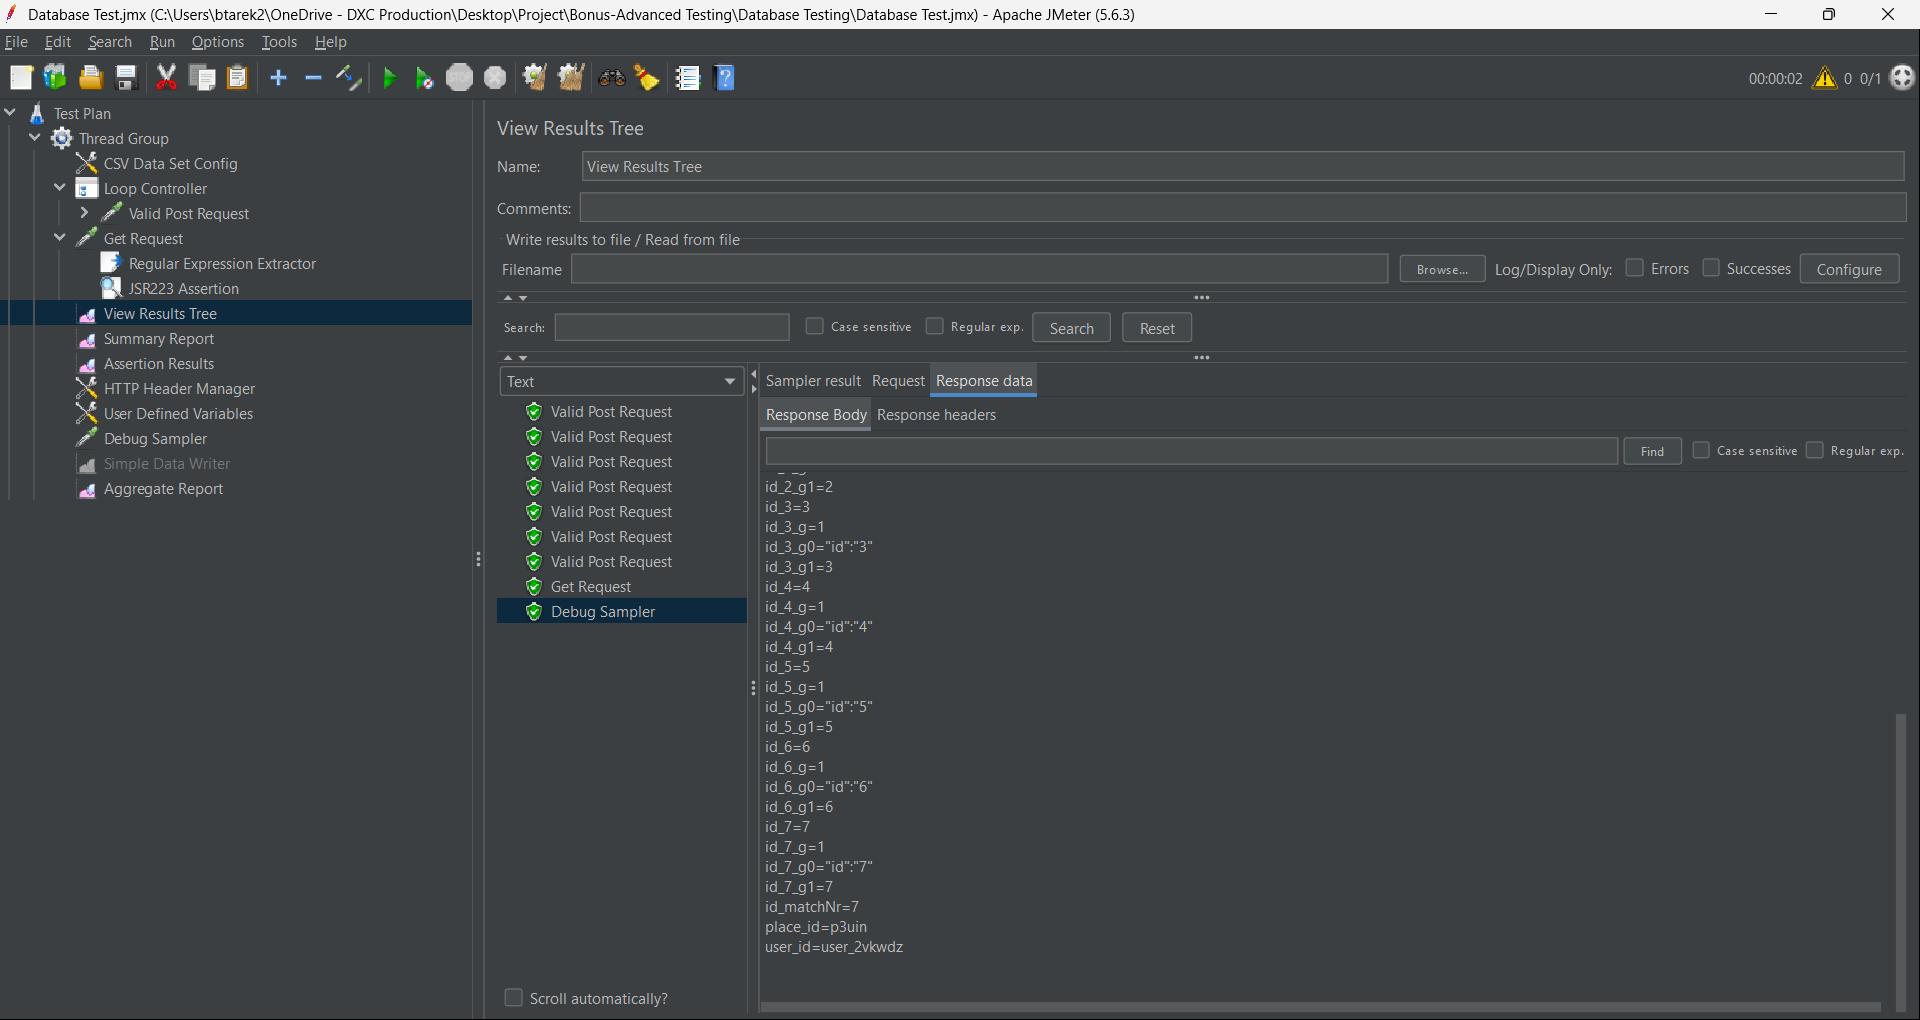 Database Test.jmx (C:\Users\btarek2\OneDrive - DXC Production\Desktop\Project\Bonus-Advanced Testing\Database Testing\Database Test.jmx) - Apache JMeter (5.6.3)
File Edit Search Run Options Tools Help
STOP
00:00:02 0 0/1
Test Plan
Thread Group
CSV Data Set Config
Loop Controller
Valid Post Request
Get Request
Regular Expression Extractor
JSR223 Assertion
View Results Tree
Summary Report
Assertion Results
HTTP Header Manager
User Defined Variables
Debug Sampler
Simple Data Writer
Aggregate Report
View Results Tree
Name: View Results Tree
Comments:
Write results to file / Read from file
Filename Browse... Log/Display Only: Errors Successes Configure
Search: Case sensitive Regular exp. Search Reset
Text
Valid Post Request
Valid Post Request
Valid Post Request
Valid Post Request
Valid Post Request
Valid Post Request
Valid Post Request
Get Request
Debug Sampler
Scroll automatically?
Sampler result Request Response data
Response Body Response headers
Find Case sensitive Regular exp.
id_2_g1=2
id_3=3
id_3_g=1
id_3_g0="id":"3"
id_3_g1=3
id_4=4
id_4_g=1
id_4_g0="id":"4"
id_4_g1=4
id_5=5
id_5_g=1
id_5_g0="id":"5"
id_5_g1=5
id_6=6
id_6_g=1
id_6_g0="id":"6"
id_6_g1=6
id_7=7
id_7_g=1
id_7_g0="id":"7"
id_7_g1=7
id_matchNr=7
place_id=p3uin
user_id=user_2vkwdz